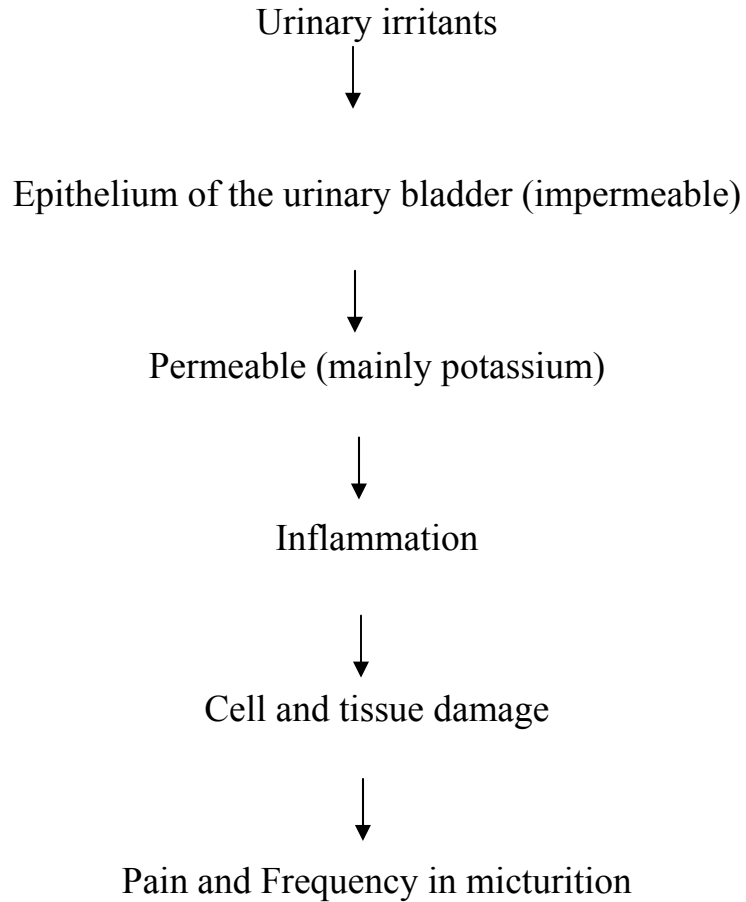 Urinary irritants
Epithelium of the urinary bladder (impermeable)
Permeable (mainly potassium)
Inflammation
Cell and tissue damage
Pain and Frequency in micturition